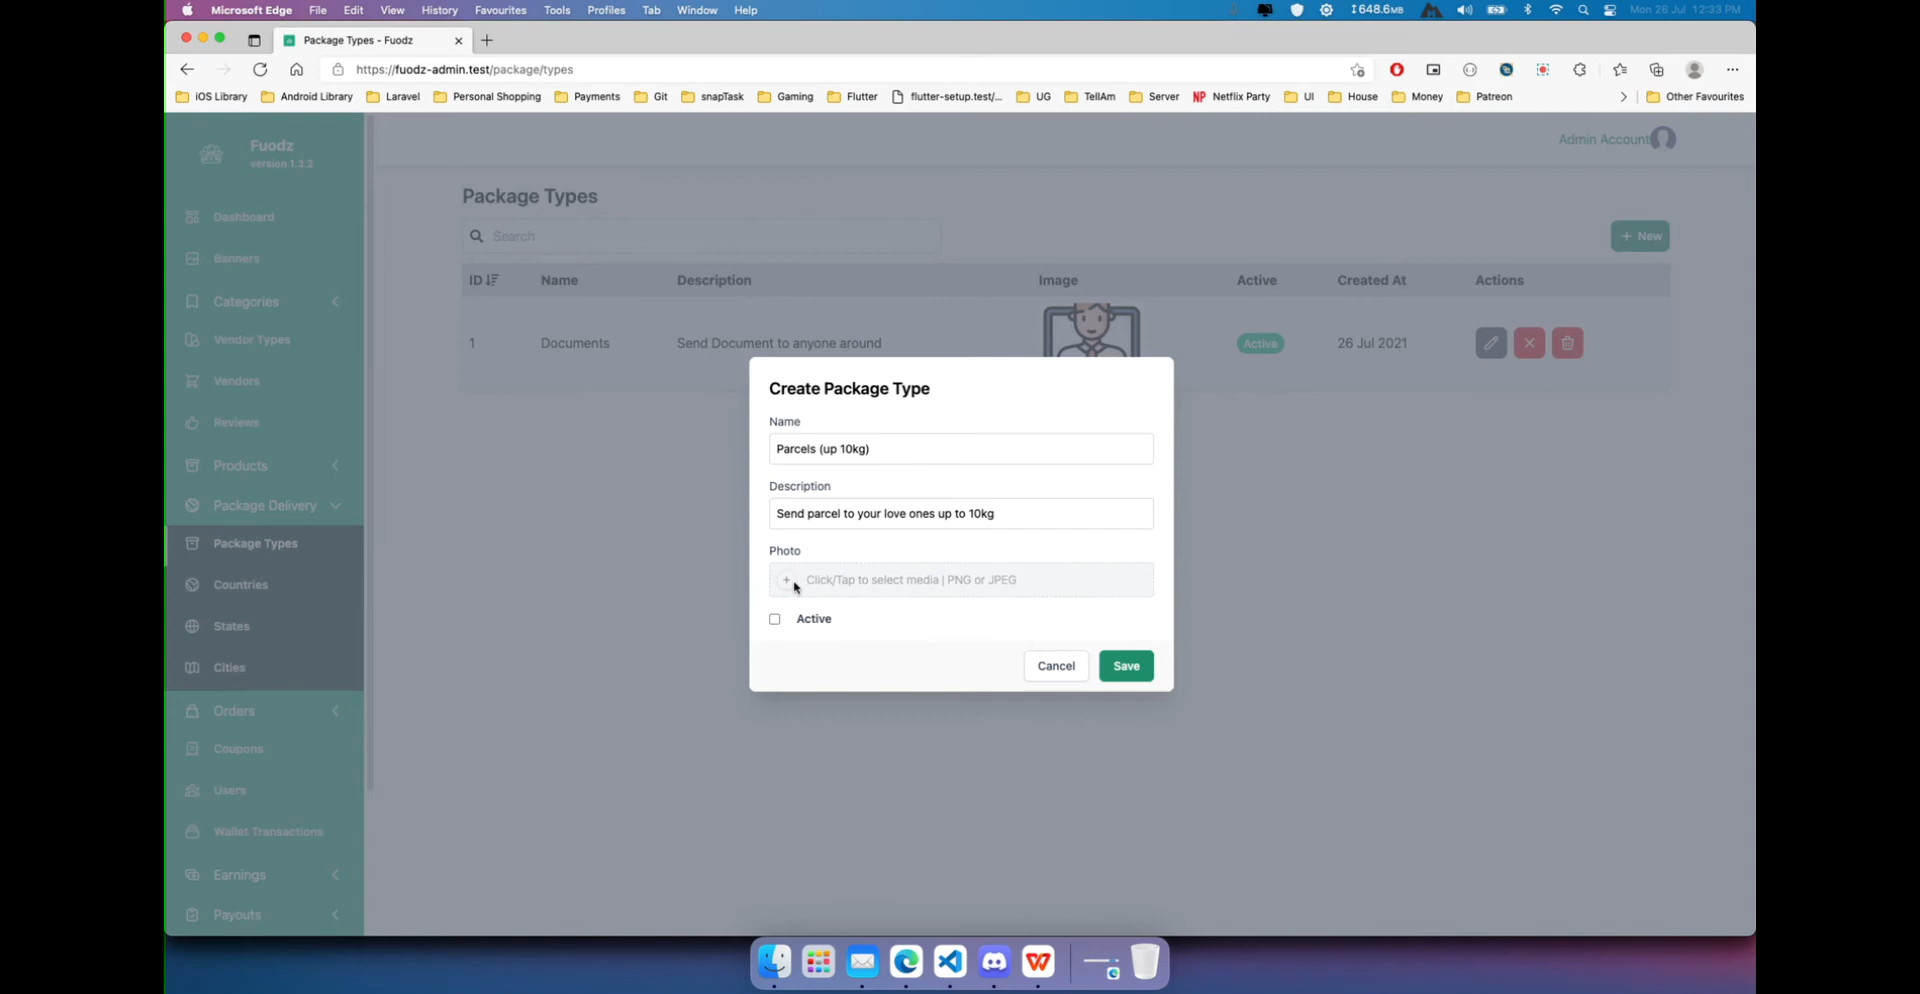 Microsoft Edge File Edit View History Favourites Tools Profiles Tab Window Help 648.6MB Mon 26 Jul 12:33 PM
Package Types - Fuodz
https://fuodz-admin.test/package/types
iOS Library Android Library Laravel Personal Shopping Payments Git snapTask Gaming Flutter flutter-setup.test/... UG TellAm Server NP Netflix Party UI House Money Patreon Other Favourites
Fuodz
version 1.3.2
Admin Account
Dashboard
Banners
Categories
Vendor Types
Vendors
Reviews
Products
Package Delivery
Package Types
Countries
States
Cities
Orders
Coupons
Users
Wallet Transactions
Earnings
Payouts
Package Types
Search
+ New
ID Name Description Image Active Created At Actions
1 Documents Send Document to anyone around Active 26 Jul 2021
Create Package Type
Name
Parcels (up 10kg)
Description
Send parcel to your love ones up to 10kg
Photo
+ Click/Tap to select media | PNG or JPEG
Active
Cancel Save